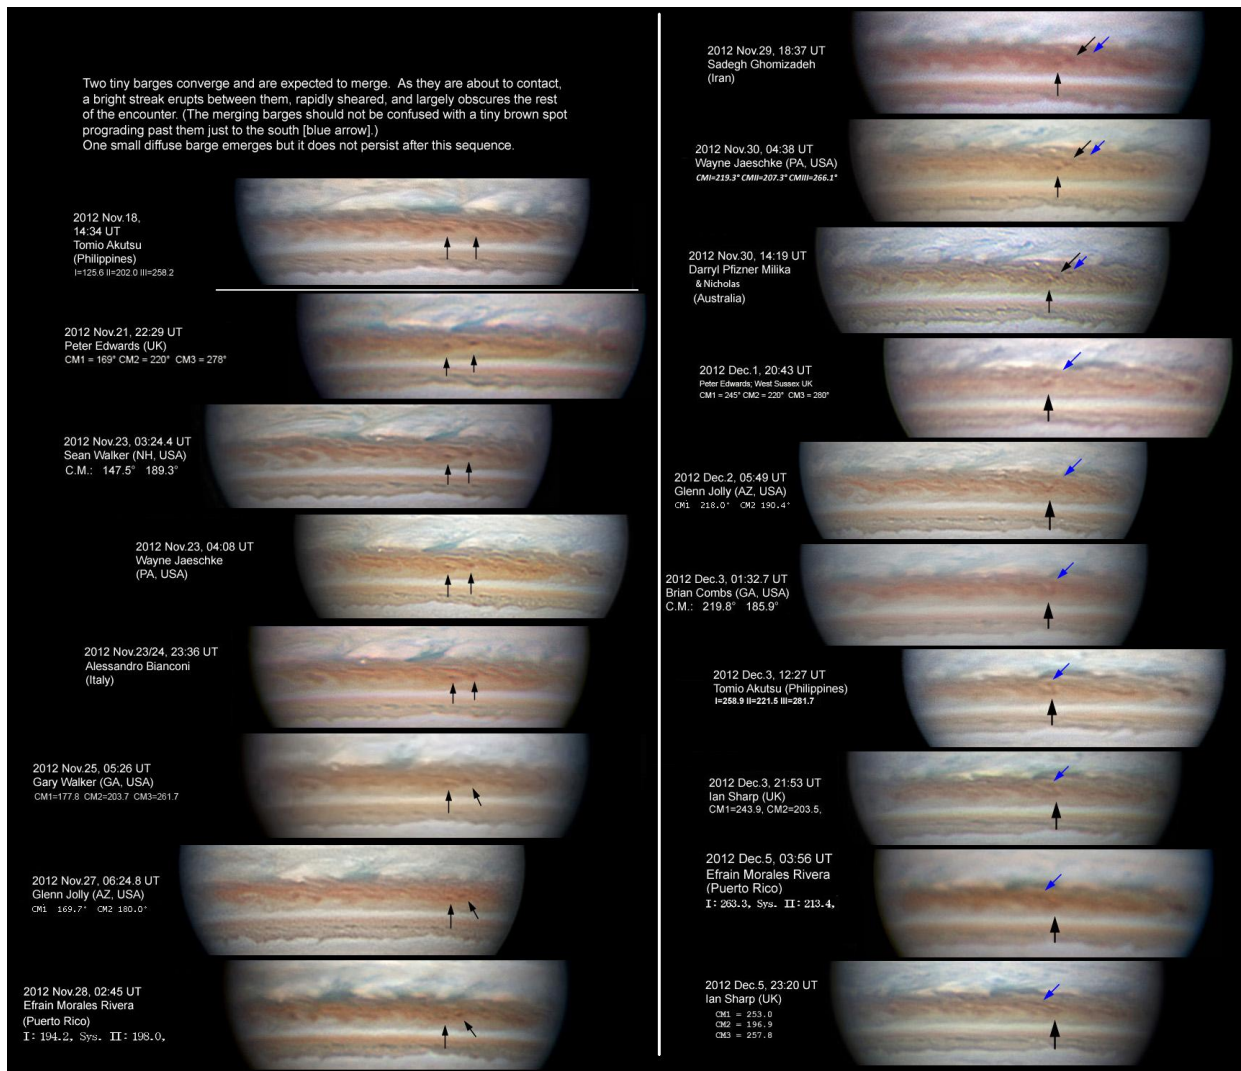 Two tiny barges converge and are expected to merge.  As they are about to contact,
a bright streak erupts between them, rapidly sheared, and largely obscures the rest
of the encounter. (The merging barges should not be confused with a tiny brown spot
prograding past them just to the south [blue arrow].)
One small diffuse barge emerges but it does not persist after this sequence.
2012 Nov.18,
14:34 UT
Tomio Akutsu
(Philippines)
I=125.6 II=202.0 III=258.2
2012 Nov.21, 22:29 UT
Peter Edwards (UK)
CM1 = 169° CM2 = 220°  CM3 = 278°
2012 Nov.23, 03:24.4 UT
Sean Walker (NH, USA)
C.M.:  147.5°  189.3°
2012 Nov.23, 04:08 UT
Wayne Jaeschke
(PA, USA)
2012 Nov.23/24, 23:36 UT
Alessandro Bianconi
(Italy)
2012 Nov.25, 05:26 UT
Gary Walker (GA, USA)
CM1=177.8  CM2=203.7  CM3=261.7
2012 Nov.27, 06:24.8 UT
Glenn Jolly (AZ, USA)
CM1  169.7°  CM2 180.0°
2012 Nov.28, 02:45 UT
Efrain Morales Rivera
(Puerto Rico)
I: 194.2, Sys. II: 198.0,
2012 Nov.29, 18:37 UT
Sadegh Ghomizadeh
(Iran)
2012 Nov.30, 04:38 UT
Wayne Jaeschke (PA, USA)
CMI=219.3° CMII=207.3° CMIII=266.1°
2012 Nov.30, 14:19 UT
Darryl Pfizner Milika
& Nicholas
(Australia)
2012 Dec.1, 20:43 UT
Peter Edwards; West Sussex UK
CM1 = 245° CM2 = 220°  CM3 = 280°
2012 Dec.2, 05:49 UT
Glenn Jolly (AZ, USA)
CM1  218.0°  CM2 190.4°
2012 Dec.3, 01:32.7 UT
Brian Combs (GA, USA)
C.M.:  219.8°  185.9°
2012 Dec.3, 12:27 UT
Tomio Akutsu (Philippines)
I=258.9 II=221.5 III=281.7
2012 Dec.3, 21:53 UT
Ian Sharp (UK)
CM1=243.9, CM2=203.5,
2012 Dec.5, 03:56 UT
Efrain Morales Rivera
(Puerto Rico)
I: 263.3, Sys. II: 213.4,
2012 Dec.5, 23:20 UT
Ian Sharp (UK)
CM1 = 253.0
CM2 = 196.9
CM3 = 257.8